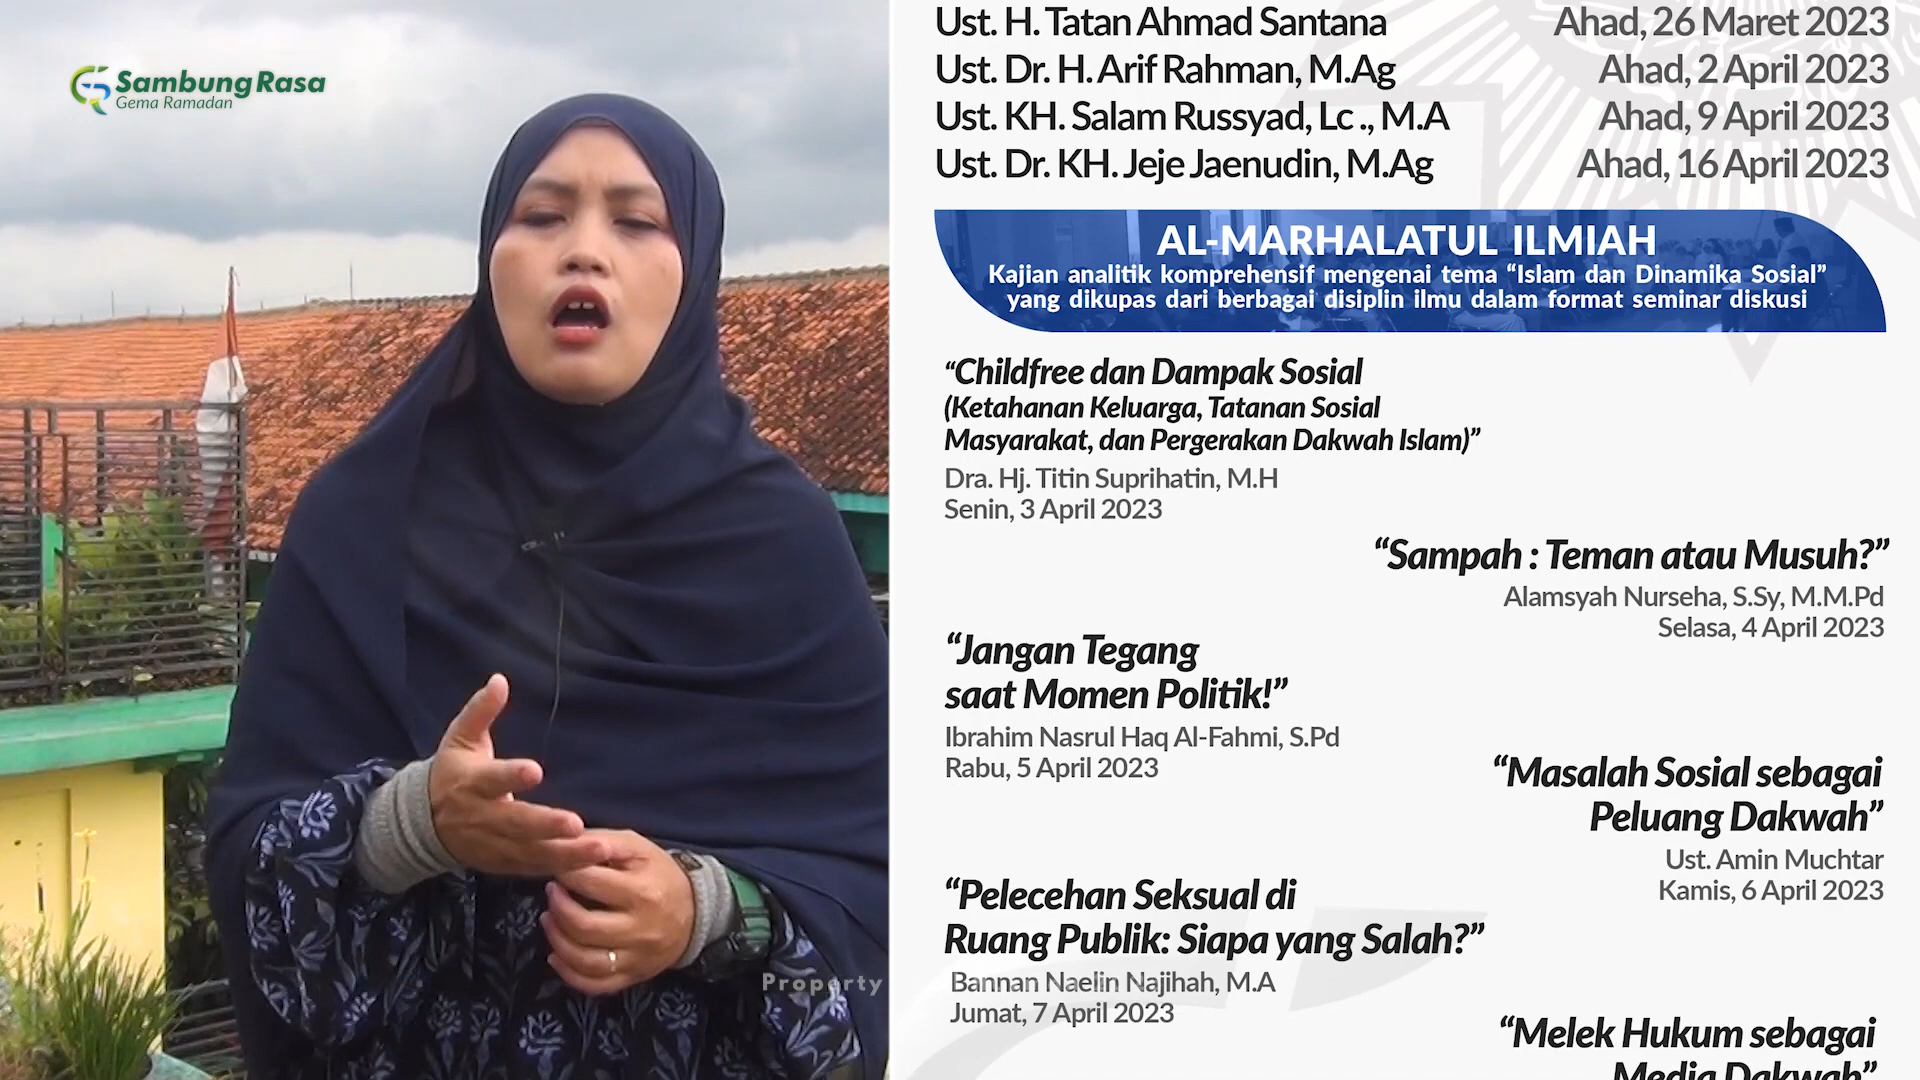 Sambung Rasa
Gema Ramadan
Ust. H. Tatan Ahmad Santana
Ahad, 26 Maret 2023
Ust. Dr. H. Arif Rahman, M.Ag
Ahad, 2 April 2023
Ust. KH. Salam Russyad, Lc ., M.A
Ahad, 9 April 2023
Ust. Dr. KH. Jeje Jaenudin, M.Ag
Ahad, 16 April 2023
AL-MARHALATUL ILMIAH
Kajian analitik komprehensif mengenai tema “Islam dan Dinamika Sosial”
yang dikupas dari berbagai disiplin ilmu dalam format seminar diskusi
“Childfree dan Dampak Sosial
(Ketahanan Keluarga, Tatanan Sosial
Masyarakat, dan Pergerakan Dakwah Islam)”
Dra. Hj. Titin Suprihatin, M.H
Senin, 3 April 2023
“Sampah : Teman atau Musuh?”
Alamsyah Nurseha, S.Sy, M.M.Pd
Selasa, 4 April 2023
“Jangan Tegang
saat Momen Politik!”
Ibrahim Nasrul Haq Al-Fahmi, S.Pd
Rabu, 5 April 2023
“Masalah Sosial sebagai
Peluang Dakwah”
Ust. Amin Muchtar
Kamis, 6 April 2023
“Pelecehan Seksual di
Ruang Publik: Siapa yang Salah?”
Bannan Naelin Najihah, M.A
Jumat, 7 April 2023
“Melek Hukum sebagai
Media Dakwah”
Property